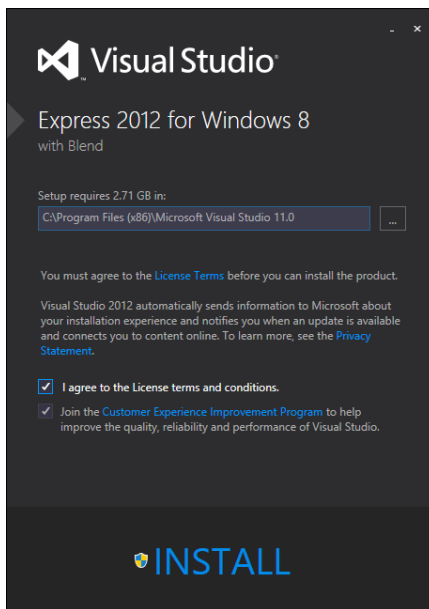 Visual Studio
Express 2012 for Windows 8
with Blend
Setup requires 2.71 GB in:
C:\Program Files (x86)\Microsoft Visual Studio 11.0
...
You must agree to the License Terms before you can install the product.
Visual Studio 2012 automatically sends information to Microsoft about
your installation experience and notifies you when an update is available
and connects you to content online. To learn more, see the Privacy
Statement.
I agree to the License terms and conditions.
Join the Customer Experience Improvement Program to help
improve the quality, reliability and performance of Visual Studio.
INSTALL